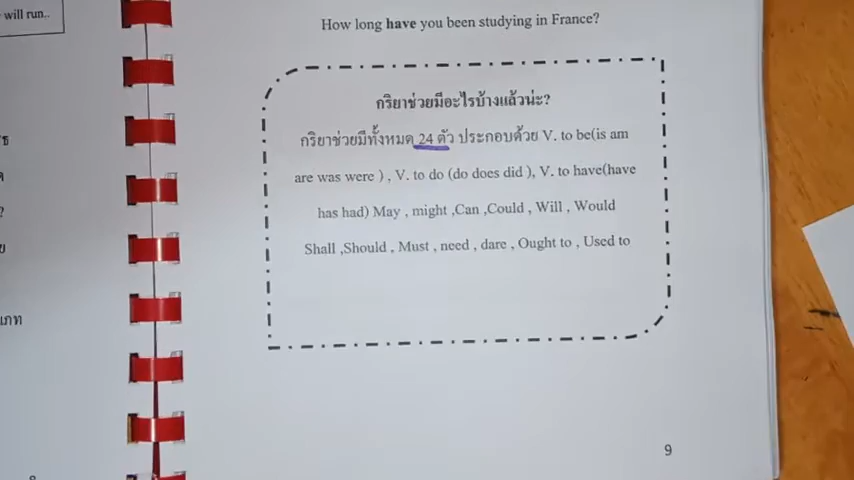 will run..
How long have you been studying in France?
กริยาช่วยมีอะไรบ้างแล้วน่ะ?
กริยาช่วยมีทั้งหมด 24 ตัว ประกอบด้วย V. to be(is am
are was were ) , V. to do (do does did ), V. to have(have
has had) May , might ,Can ,Could , Will , Would
Shall ,Should , Must , need , dare , Ought to , Used to
9